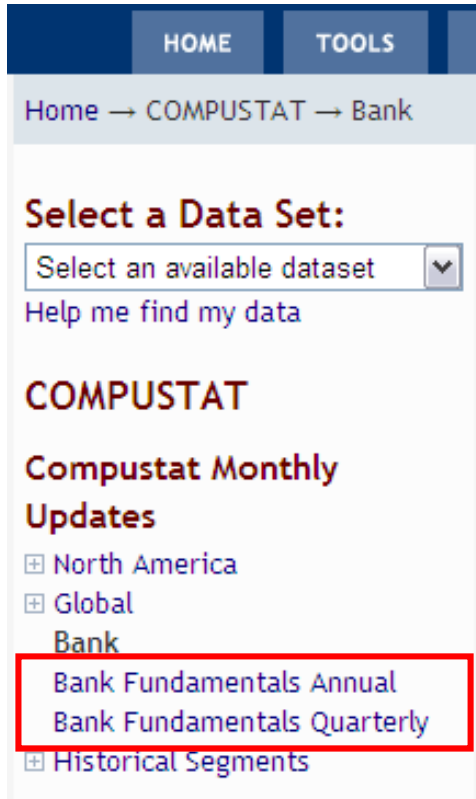 HOME TOOLS
Home → COMPUSTAT → Bank
Select a Data Set:
Select an available dataset
Help me find my data
COMPUSTAT
Compustat Monthly
Updates
North America
Global
Bank
Bank Fundamentals Annual
Bank Fundamentals Quarterly
Historical Segments